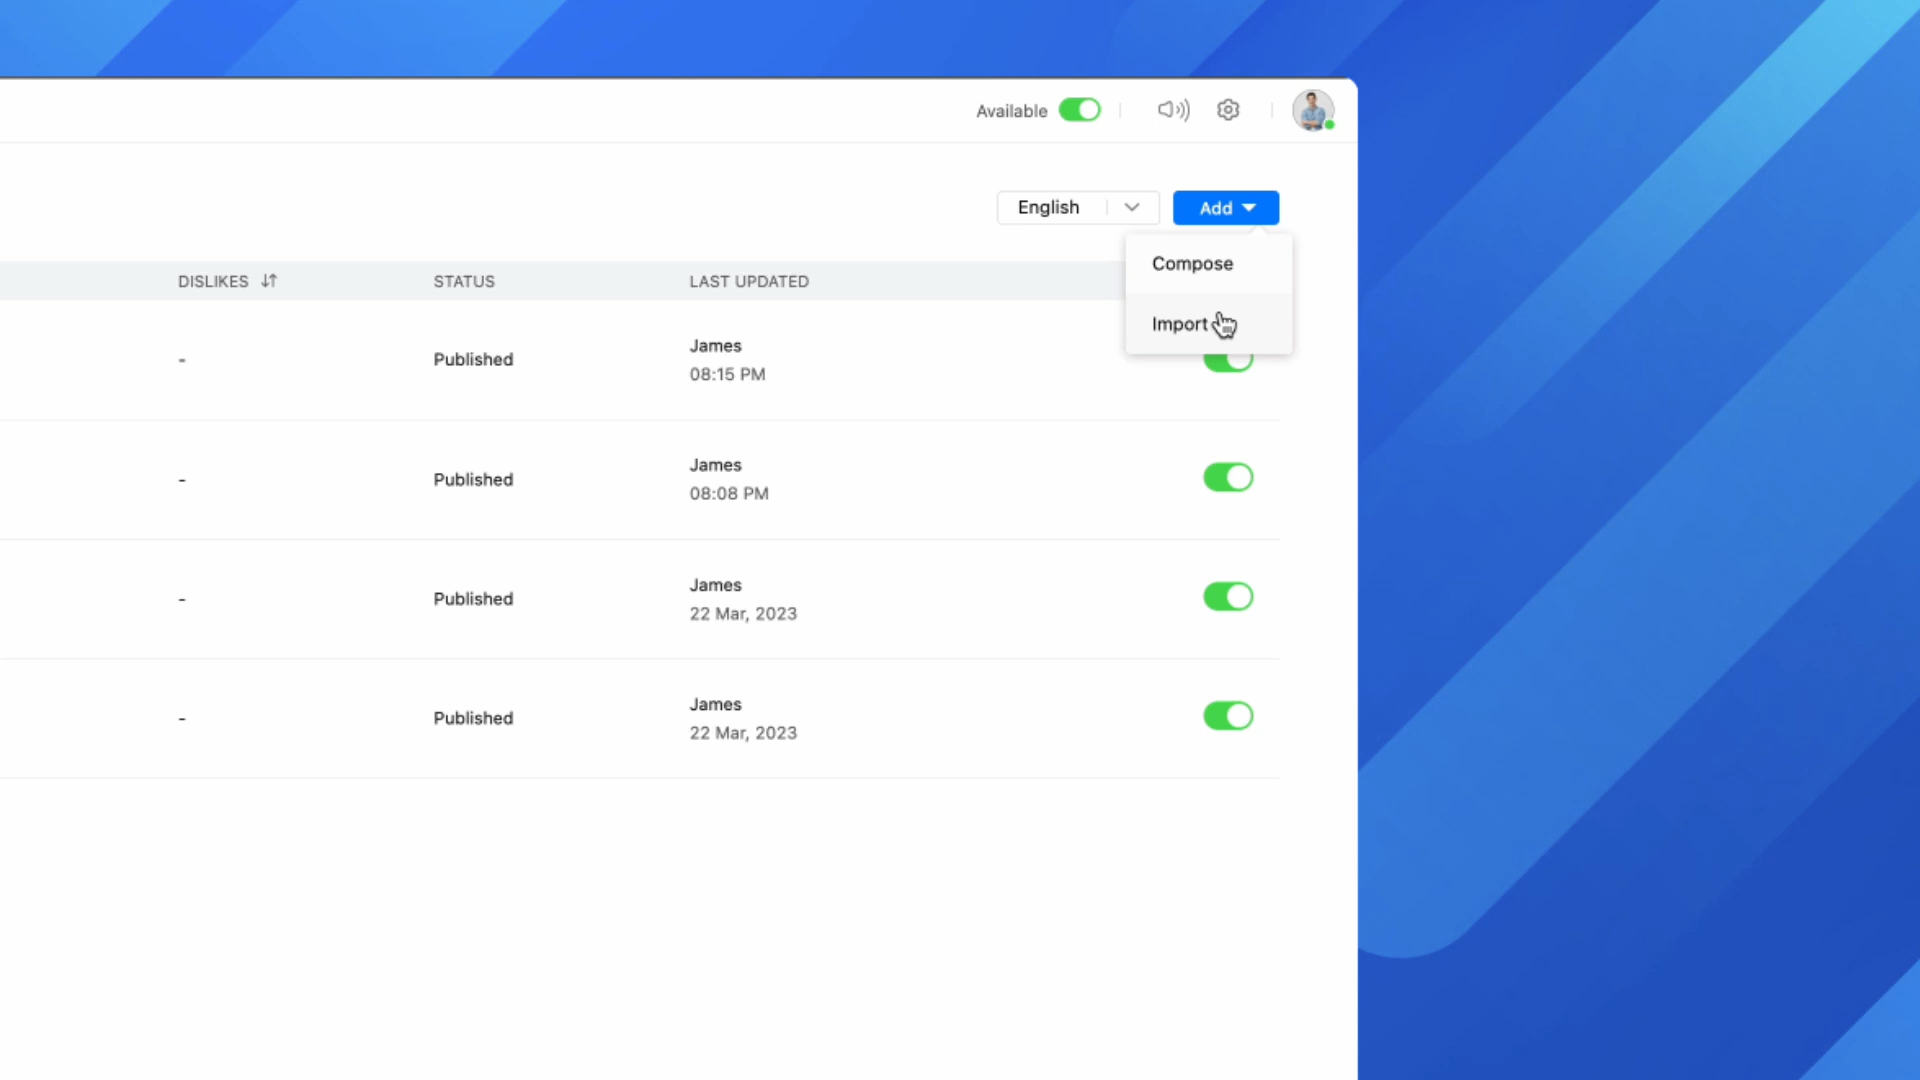 Available
English
Add
Compose
Import
DISLIKES
STATUS
LAST UPDATED
-
Published
James
08:15 PM
-
Published
James
08:08 PM
-
Published
James
22 Mar, 2023
-
Published
James
22 Mar, 2023